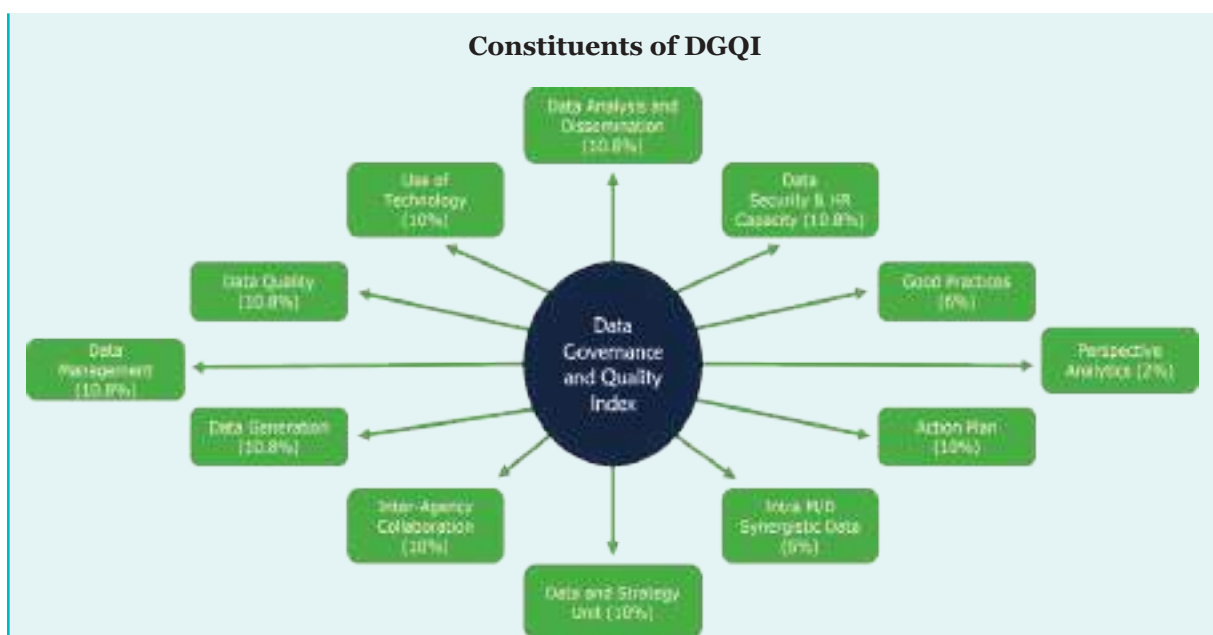 Constituents of DGQI
Data Analysis and
Dissemination
(10.8%)
Use of
Technology
(10%)
Data
Security & HR
Capacity (10.8%)
Data Quality
(10.8%)
Good Practices
(6%)
Data
Management
(10.8%)
Data
Governance
and Quality
Index
Perspective
Analytics (2%)
Data Generation
(10.8%)
Action Plan
(10%)
Inter-Agency
Collaboration
(10%)
Intra M/D
Synergistic Data
Data and Strategy
Unit (10%)